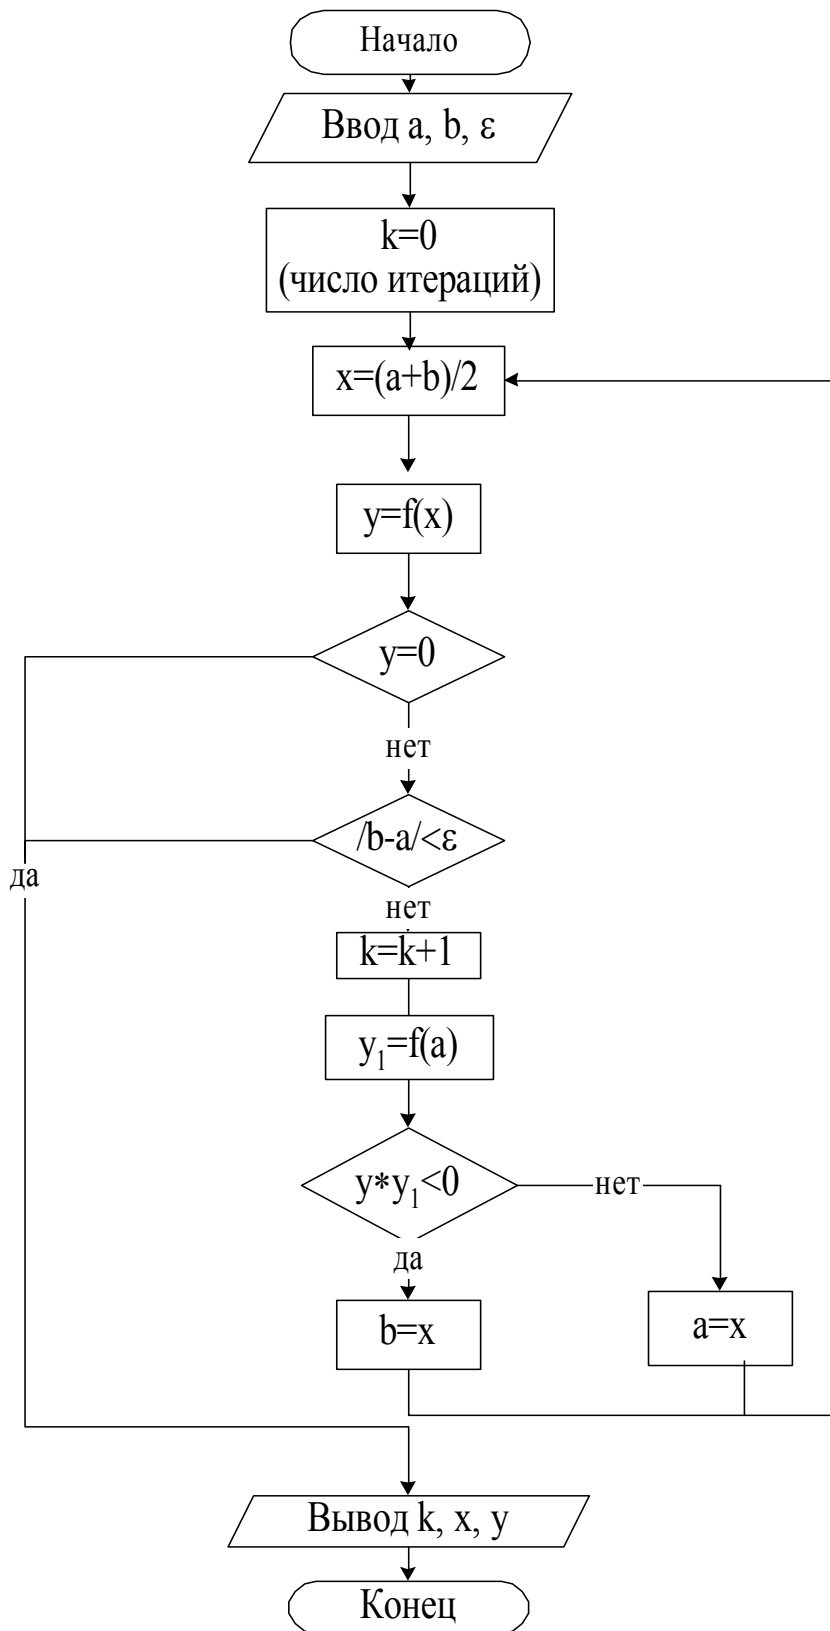 Начало
Ввод a, b, ε
k=0
(число итераций)
x=(a+b)/2
y=f(x)
y=0
нет
/b-a/<ε
да
нет
k=k+1
y₁=f(a)
y*y₁<0
нет
да
b=x
a=x
Вывод k, x, y
Конец